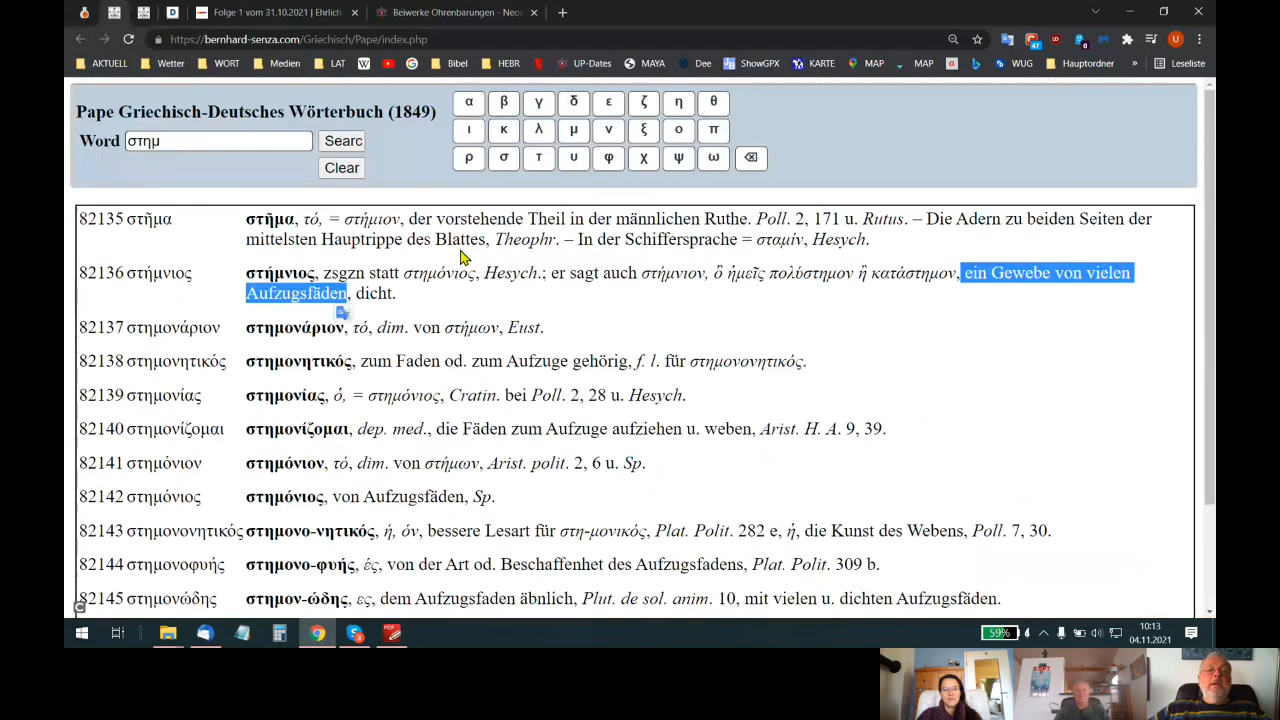 Folge 1 vom 31.10.2021 | Ehrlich
Beiwerke Ohrenbarungen - Neo
https://bernhard-senza.com/Griechisch/Pape/index.php
AKTUELL Wetter WORT Medien LAT Bibel HEBR UP-Dates MAYA Dee ShowGPX KARTE MAP MAP WUG Hauptordner » Leseliste
Pape Griechisch-Deutsches Wörterbuch (1849)
Word στημ Searc
Clear
α β γ δ ε ζ η θ
ι κ λ μ ν ξ ο π
ρ σ τ υ φ χ ψ ω
82135 στῆμα στῆμα, τό, = στήμιον, der vorstehende Theil in der männlichen Ruthe. Poll. 2, 171 u. Rutus. – Die Adern zu beiden Seiten der
mittelsten Hauptrippe des Blattes, Theophr. – In der Schiffersprache = σταμίν, Hesych.
82136 στήμνιος στήμνιος, zsgzn statt στημόνιος, Hesych.; er sagt auch στήμνιον, ὃ ἡμεῖς πολύστημον ἢ κατάστημον, ein Gewebe von vielen
Aufzugsfäden, dicht.
82137 στημονάριον στημονάριον, τό, dim. von στήμων, Eust.
82138 στημονητικός στημονητικός, zum Faden od. zum Aufzuge gehörig, f. l. für στημονονητικός.
82139 στημονίας στημονίας, ὁ, = στημόνιος, Cratin. bei Poll. 2, 28 u. Hesych.
82140 στημονίζομαι στημονίζομαι, dep. med., die Fäden zum Aufzuge aufziehen u. weben, Arist. H. A. 9, 39.
82141 στημόνιον στημόνιον, τό, dim. von στήμων, Arist. polit. 2, 6 u. Sp.
82142 στημόνιος στημόνιος, von Aufzugsfäden, Sp.
82143 στημονονητικός στημονο-νητικός, ή, όν, bessere Lesart für στη-μονικός, Plat. Polit. 282 e, ἡ, die Kunst des Webens, Poll. 7, 30.
82144 στημονοφυής στημονο-φυής, ές, von der Art od. Beschaffenhet des Aufzugsfadens, Plat. Polit. 309 b.
82145 στημονώδης στημον-ώδης, ες, dem Aufzugsfaden äbnlich, Plut. de sol. anim. 10, mit vielen u. dichten Aufzugsfäden.
59%
10:13
04.11.2021